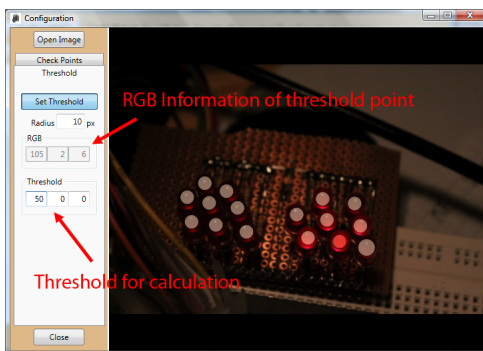 Configuration
Open Image
Check Points
Threshold
Set Threshold
RGB Information of threshold point
Radius 10 px
RGB
105 2 6
Threshold
50 0 0
Threshold for calculation
Close